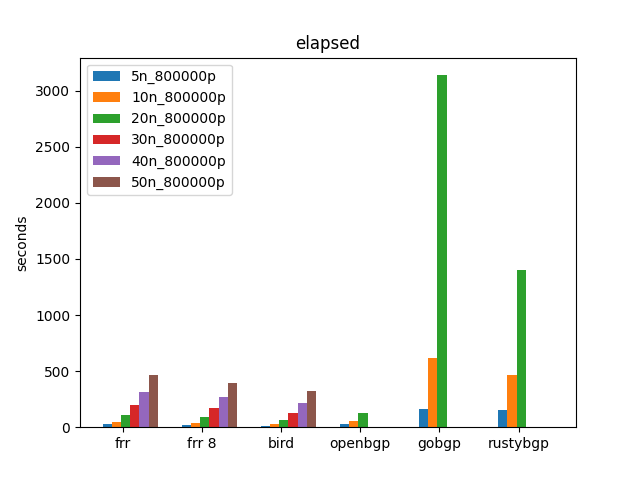 elapsed
5n_800000p
10n_800000p
20n_800000p
30n_800000p
40n_800000p
50n_800000p
seconds
3000
2500
2000
1500
1000
500
0
frr frr 8 bird openbgp gobgp rustybgp